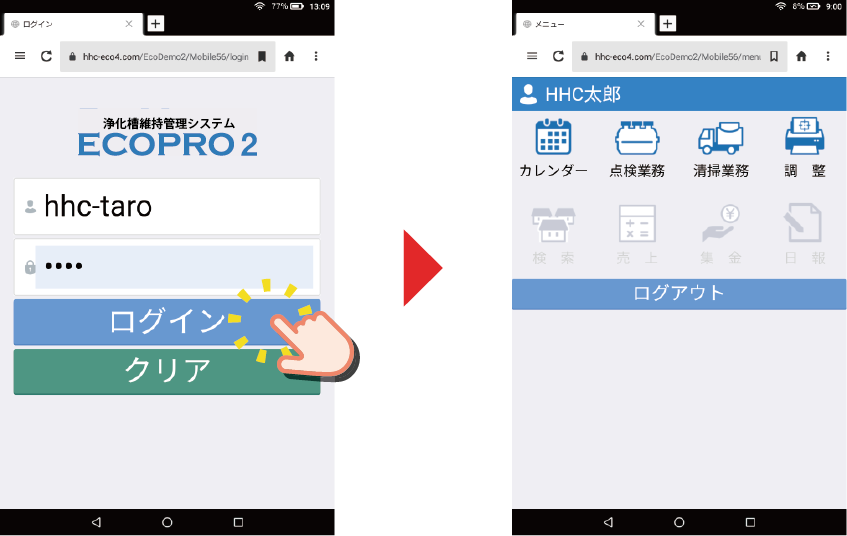 77% 13:09
ログイン
hhc-eco4.com/EcoDemo2/Mobile56/login
浄化槽維持管理システム
ECOPRO 2
hhc-taro
ログイン
クリア
8% 9:00
メニュー
hhc-eco4.com/EcoDemo2/Mobile56/menu
HHC太郎
カレンダー 点検業務 清掃業務 調 整
検 索 売 上 集 金 日 報
ログアウト